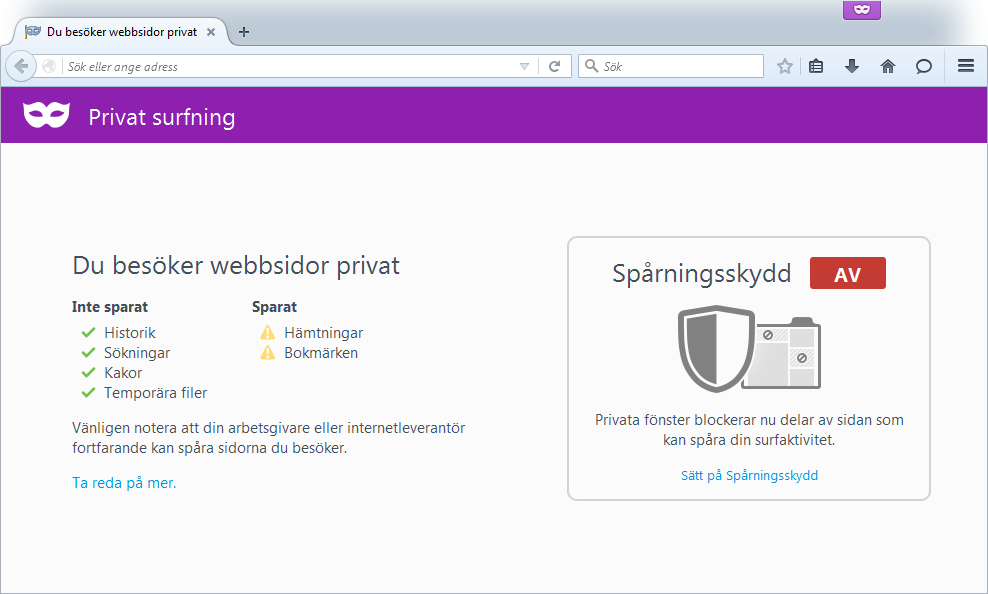 Du besöker webbsidor privat
Sök eller ange adress
Sök
Privat surfning
Du besöker webbsidor privat
Inte sparat
Historik
Sökningar
Kakor
Temporära filer
Sparat
Hämtningar
Bokmärken
Vänligen notera att din arbetsgivare eller internetleverantör
fortfarande kan spåra sidorna du besöker.
Ta reda på mer.
Spårningsskydd AV
Privata fönster blockerar nu delar av sidan som
kan spåra din surfaktivitet.
Sätt på Spårningsskydd